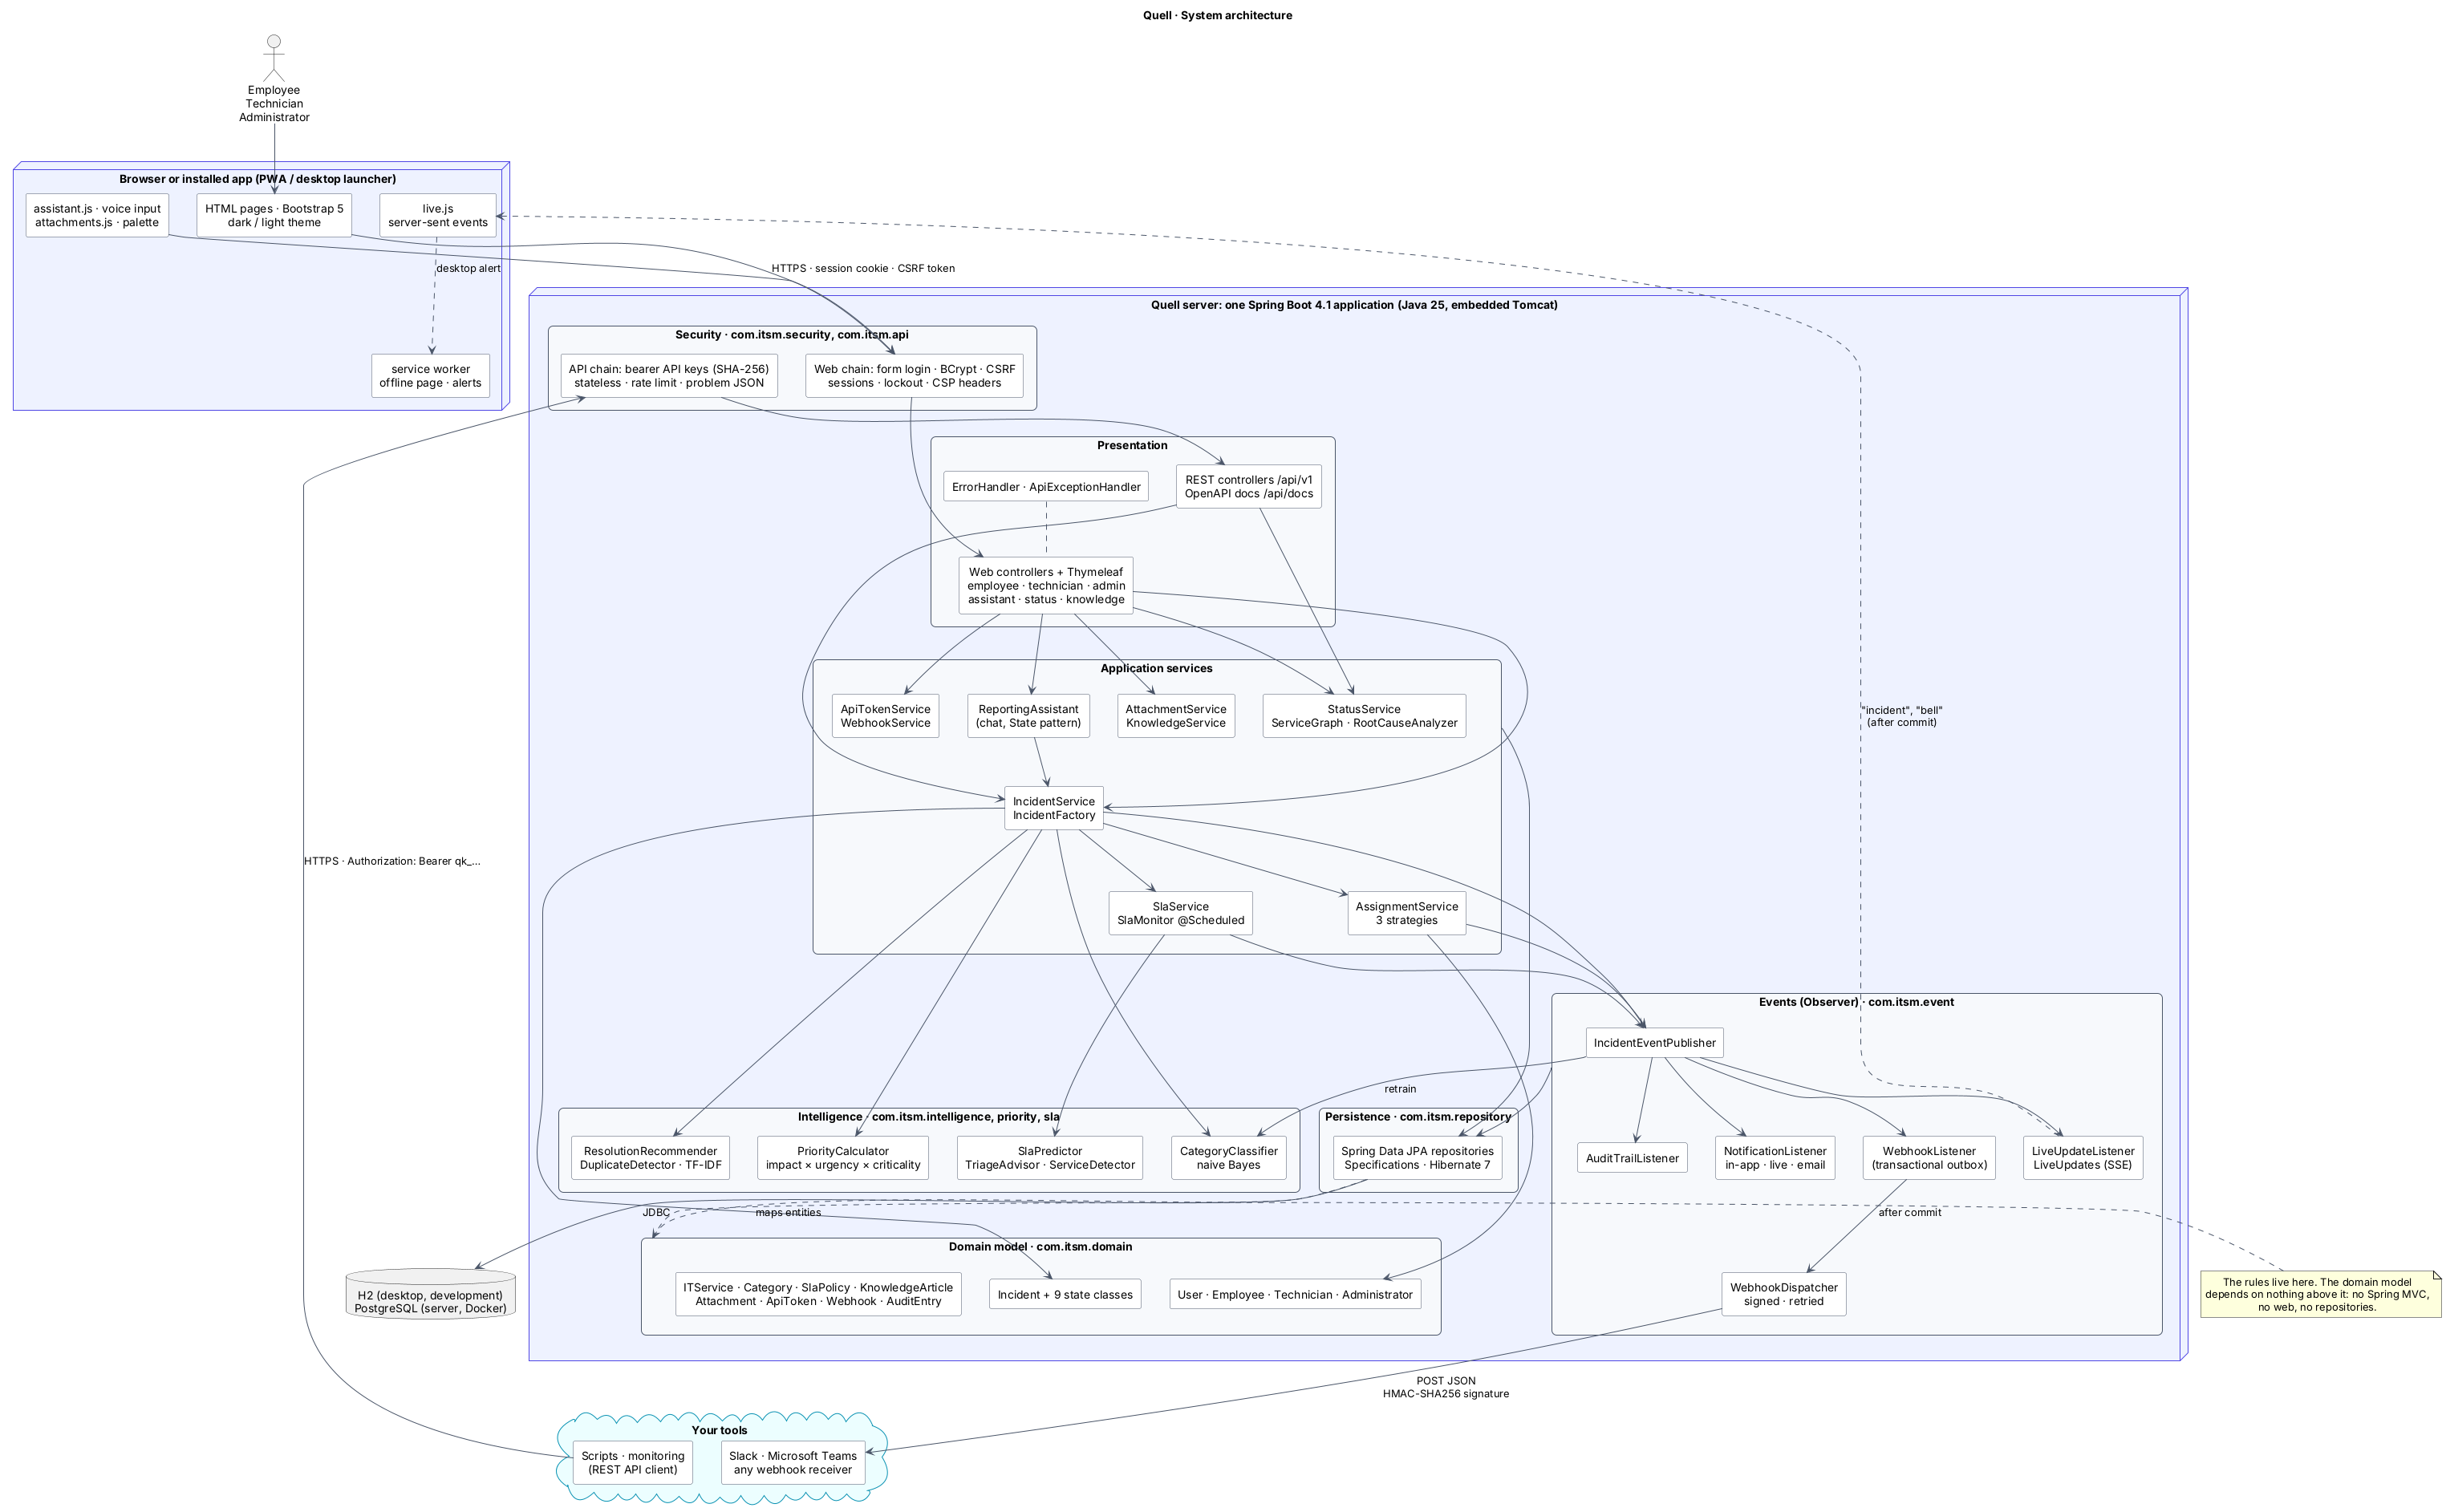 Quell · System architecture
Employee
Technician
Administrator
Browser or installed app (PWA / desktop launcher)
assistant.js · voice input
attachments.js · palette
HTML pages · Bootstrap 5
dark / light theme
live.js
server-sent events
desktop alert
service worker
offline page · alerts
HTTPS · session cookie · CSRF token
Quell server: one Spring Boot 4.1 application (Java 25, embedded Tomcat)
Security · com.itsm.security, com.itsm.api
API chain: bearer API keys (SHA-256)
stateless · rate limit · problem JSON
Web chain: form login · BCrypt · CSRF
sessions · lockout · CSP headers
Presentation
ErrorHandler · ApiExceptionHandler
REST controllers /api/v1
OpenAPI docs /api/docs
Web controllers + Thymeleaf
employee · technician · admin
assistant · status · knowledge
Application services
ApiTokenService
WebhookService
ReportingAssistant
(chat, State pattern)
AttachmentService
KnowledgeService
StatusService
ServiceGraph · RootCauseAnalyzer
"incident", "bell"
(after commit)
IncidentService
IncidentFactory
HTTPS · Authorization: Bearer qk_...
SlaService
SlaMonitor @Scheduled
AssignmentService
3 strategies
Events (Observer) · com.itsm.event
IncidentEventPublisher
retrain
Intelligence · com.itsm.intelligence, priority, sla
ResolutionRecommender
DuplicateDetector · TF-IDF
PriorityCalculator
impact × urgency × criticality
SlaPredictor
TriageAdvisor · ServiceDetector
CategoryClassifier
naive Bayes
Persistence · com.itsm.repository
Spring Data JPA repositories
Specifications · Hibernate 7
AuditTrailListener
NotificationListener
in-app · live · email
WebhookListener
(transactional outbox)
LiveUpdateListener
LiveUpdates (SSE)
JDBC
maps entities
after commit
Domain model · com.itsm.domain
ITService · Category · SlaPolicy · KnowledgeArticle
Attachment · ApiToken · Webhook · AuditEntry
Incident + 9 state classes
User · Employee · Technician · Administrator
WebhookDispatcher
signed · retried
H2 (desktop, development)
PostgreSQL (server, Docker)
The rules live here. The domain model
depends on nothing above it: no Spring MVC,
no web, no repositories.
POST JSON
HMAC-SHA256 signature
Your tools
Scripts · monitoring
(REST API client)
Slack · Microsoft Teams
any webhook receiver